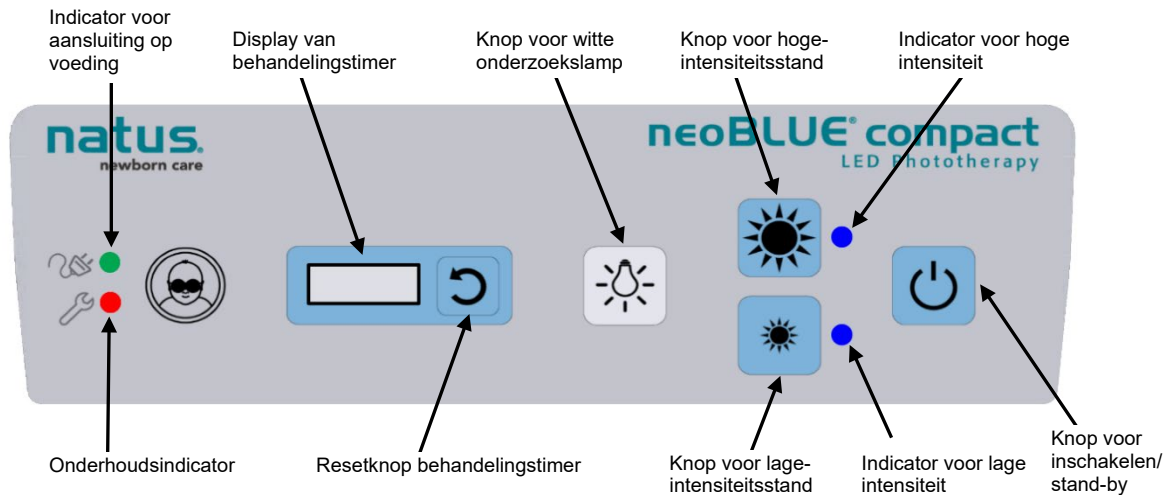 Indicator voor
aansluiting op
voeding
Display van
behandelingstimer
Knop voor witte
onderzoekslamp
Knop voor hoge-
intensiteitsstand
Indicator voor hoge
intensiteit
natus.
newborn care
neoBLUE® compact
LED Phototherapy
Onderhoudsindicator
Resetknop behandelingstimer
Knop voor lage-
intensiteitsstand
Indicator voor lage
intensiteit
Knop voor
inschakelen/
stand-by